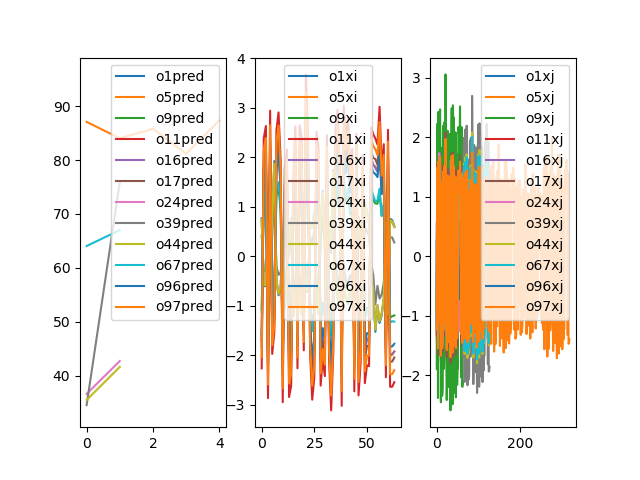 90
80
70
60
50
40
0
2
4
o1pred
o5pred
o9pred
o11pred
o16pred
o17pred
o24pred
o39pred
o44pred
o67pred
o96pred
o97pred
4
3
2
1
0
−1
−2
−3
0
25
50
o1xi
o5xi
o9xi
o11xi
o16xi
o17xi
o24xi
o39xi
o44xi
o67xi
o96xi
o97xi
3
2
1
0
−1
−2
0
200
o1xj
o5xj
o9xj
o11xj
o16xj
o17xj
o24xj
o39xj
o44xj
o67xj
o96xj
o97xj